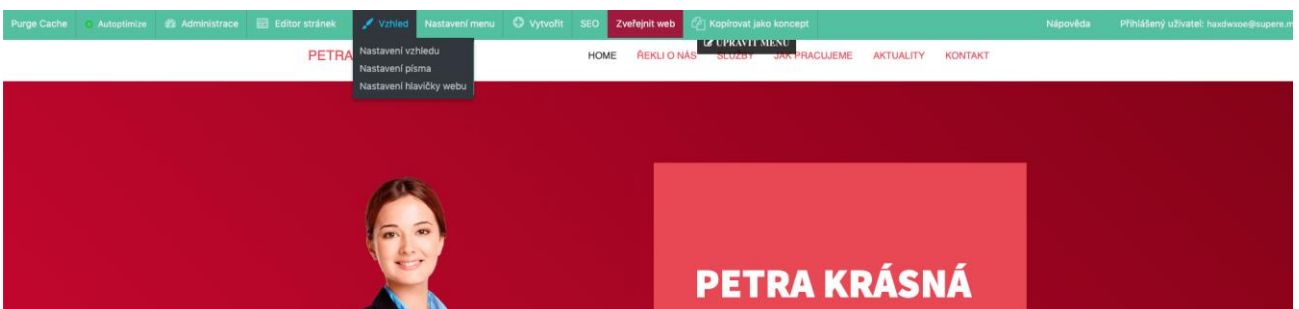 Purge Cache Autoptimize Administrace Editor stránek Vzhled Nastavení menu Vytvořit SEO Zveřejnit web Kopírovat jako koncept Nápověda Přihlášený uživatel: haxdwxoe@supere.m
UPRAVIT MENU
Nastavení vzhledu
Nastavení písma
Nastavení hlavičky webu
PETRA
HOME ŘEKLI O NÁS SLUŽBY JAK PRACUJEME AKTUALITY KONTAKT
PETRA KRÁSNÁ